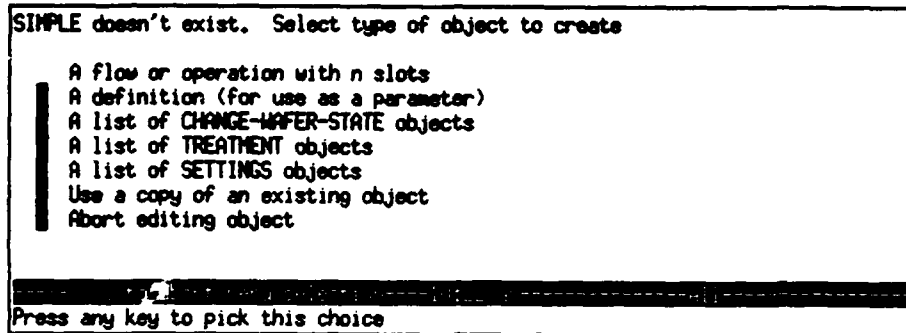 SIMPLE doesn't exist. Select type of object to create
A flow or operation with n slots
A definition (for use as a parameter)
A list of CHANGE-WAFER-STATE objects
A list of TREATMENT objects
A list of SETTINGS objects
Use a copy of an existing object
Abort editing object
Press any key to pick this choice